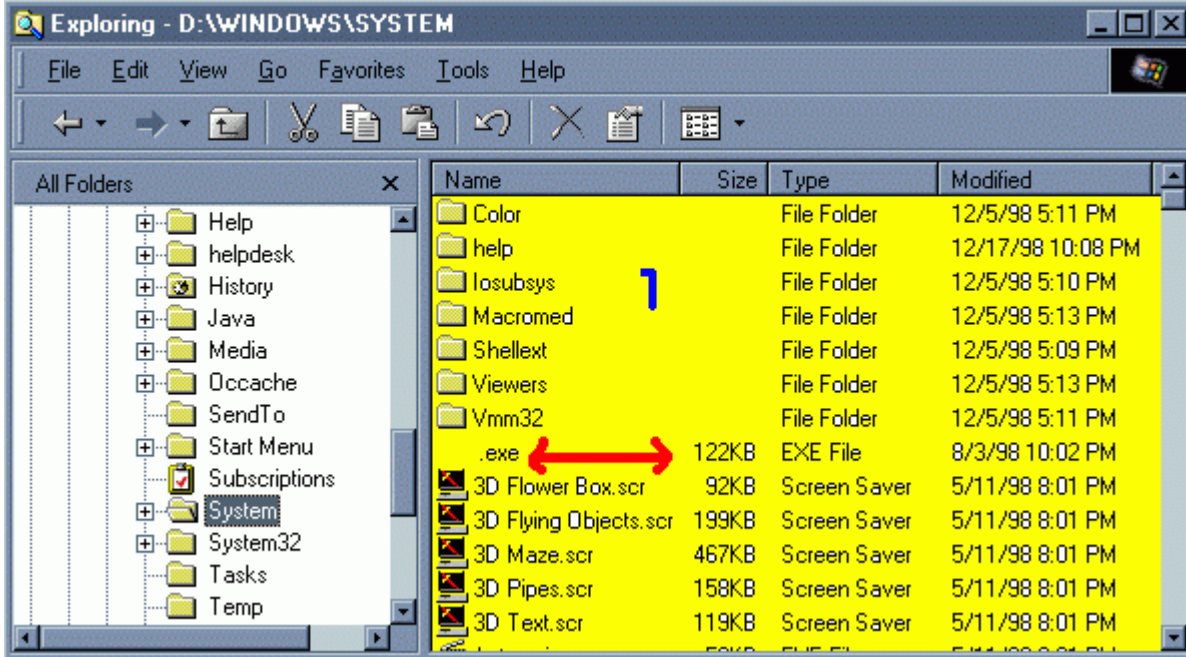 Exploring - D:\WINDOWS\SYSTEM
File Edit View Go Favorites Tools Help
All Folders
Help
helpdesk
History
Java
Media
Occache
SendTo
Start Menu
Subscriptions
System
System32
Tasks
Temp
Name Size Type Modified
Color File Folder 12/5/98 5:11 PM
help File Folder 12/17/98 10:08 PM
Iosubsys File Folder 12/5/98 5:10 PM
Macromed File Folder 12/5/98 5:13 PM
Shellext File Folder 12/5/98 5:09 PM
Viewers File Folder 12/5/98 5:13 PM
Vmm32 File Folder 12/5/98 5:11 PM
.exe 122KB EXE File 8/3/98 10:02 PM
3D Flower Box.scr 92KB Screen Saver 5/11/98 8:01 PM
3D Flying Objects.scr 199KB Screen Saver 5/11/98 8:01 PM
3D Maze.scr 467KB Screen Saver 5/11/98 8:01 PM
3D Pipes.scr 158KB Screen Saver 5/11/98 8:01 PM
3D Text.scr 119KB Screen Saver 5/11/98 8:01 PM